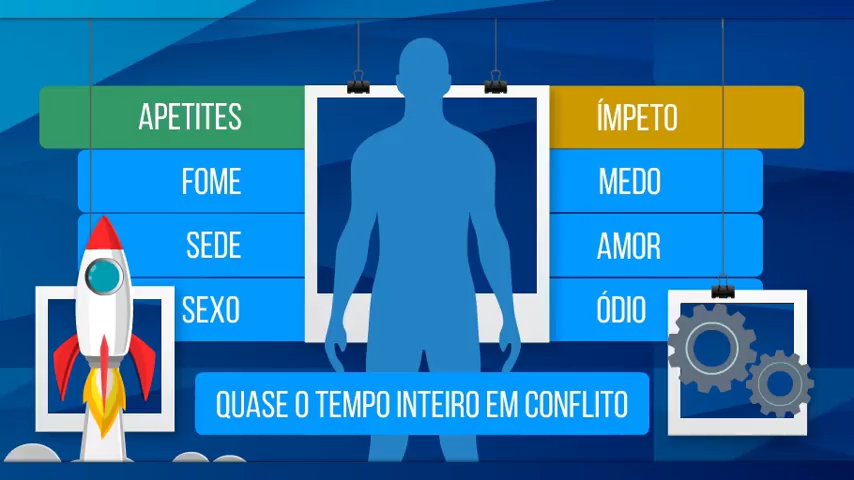 APETITES
FOME
SEDE
SEXO
ÍMPETO
MEDO
AMOR
ÓDIO
QUASE O TEMPO INTEIRO EM CONFLITO